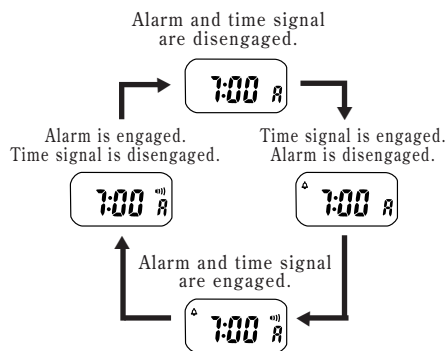 Alarm and time signal
are disengaged.
7:00 A
Alarm is engaged.
Time signal is disengaged.
Time signal is engaged.
Alarm is disengaged.
7:00 A
7:00 A
Alarm and time signal
are engaged.
7:00 A